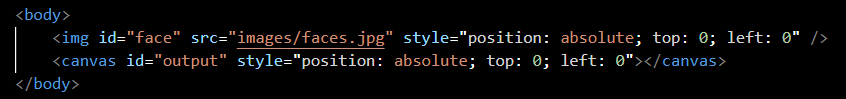 <body>
<img id="face" src="images/faces.jpg" style="position: absolute; top: 0; left: 0" />
<canvas id="output" style="position: absolute; top: 0; left: 0"></canvas>
</body>